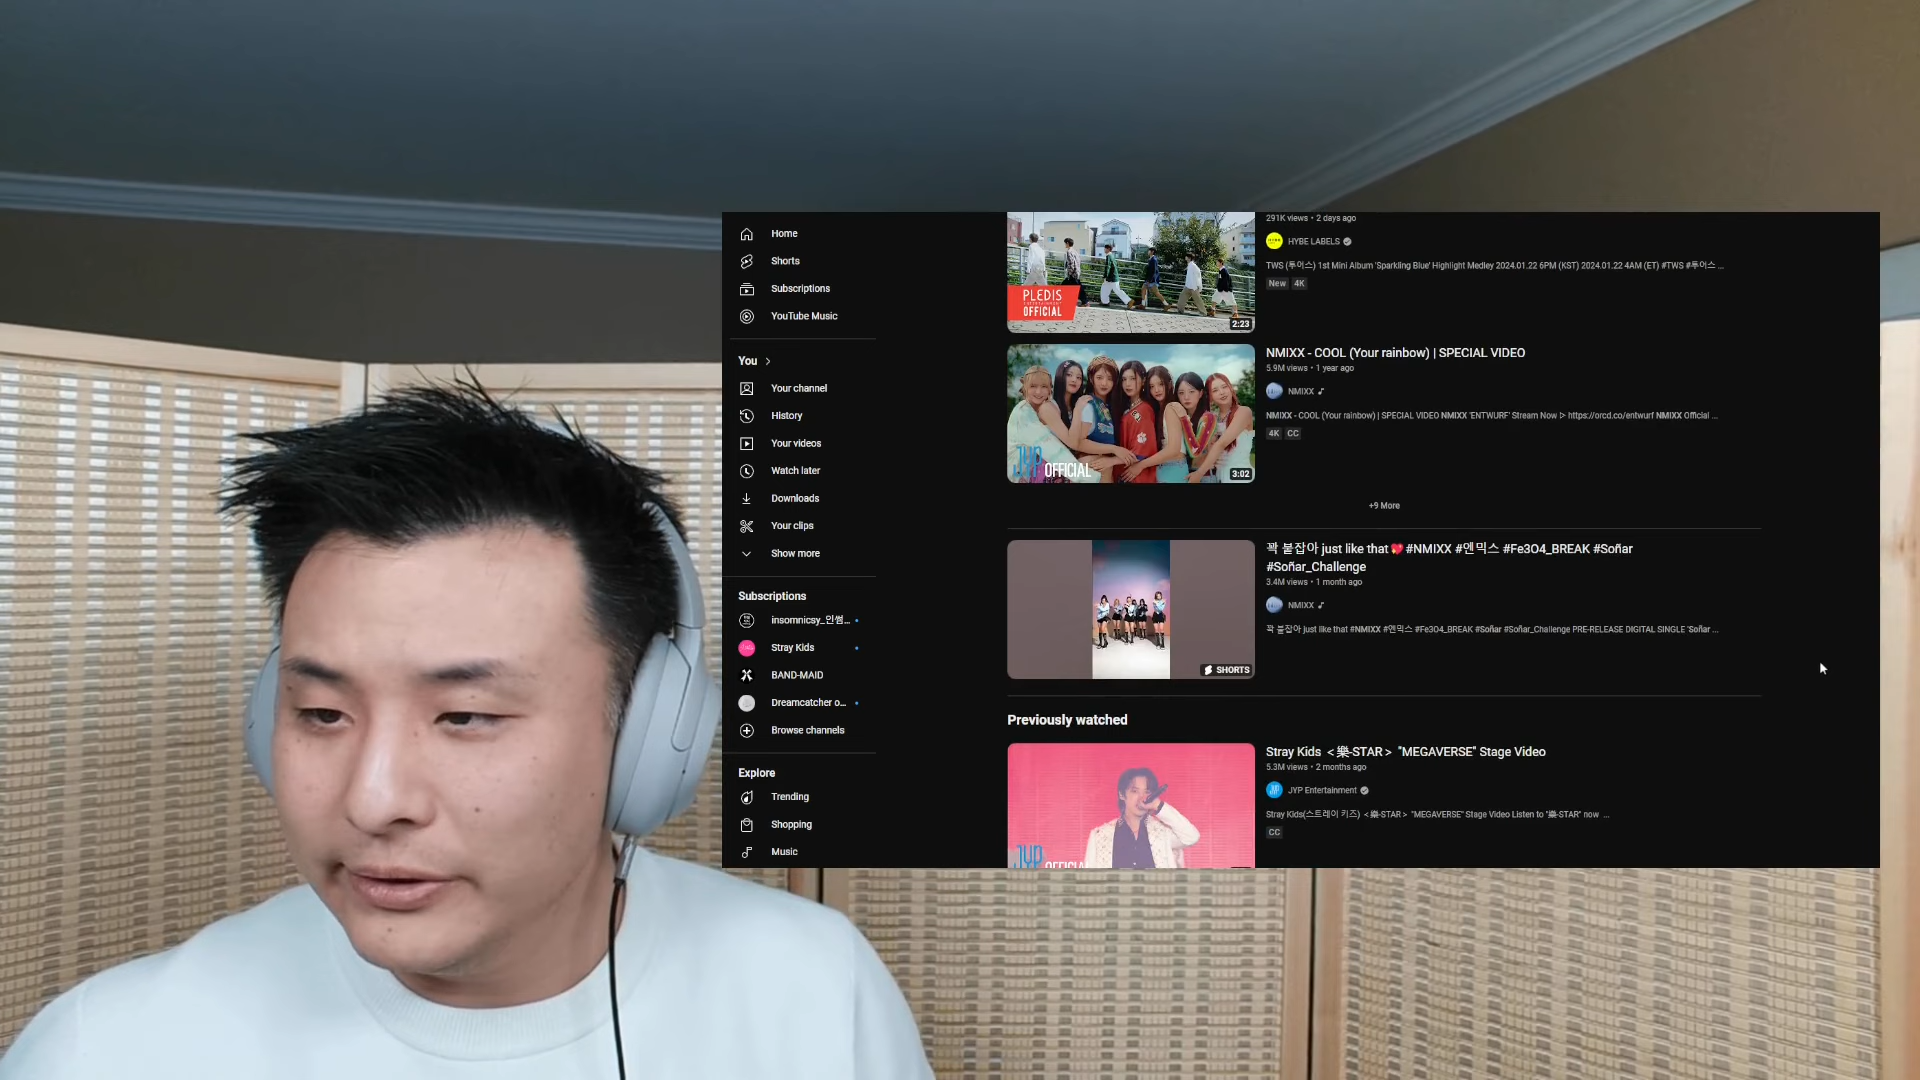 Home
Shorts
Subscriptions
YouTube Music
You
Your channel
History
Your videos
Watch later
Downloads
Your clips
Show more
Subscriptions
insomnicsy_인썸...
Stray Kids
BAND-MAID
Dreamcatcher o...
Browse channels
Explore
Trending
Shopping
Music
PLEDIS
ENTERTAINMENT
OFFICIAL
2:23
291K views • 2 days ago
HYBE LABELS
TWS (투어스) 1st Mini Album 'Sparkling Blue' Highlight Medley 2024.01.22 6PM (KST) 2024.01.22 4AM (ET) #TWS #투어스 ...
New 4K
JYP OFFICIAL
3:02
NMIXX - COOL (Your rainbow) | SPECIAL VIDEO
5.9M views • 1 year ago
NMIXX
NMIXX - COOL (Your rainbow) | SPECIAL VIDEO NMIXX 'ENTWURF' Stream Now ▷ https://orcd.co/entwurf NMIXX Official ...
4K CC
+9 More
SHORTS
꽉 붙잡아 just like that💖#NMIXX #엔믹스 #Fe3O4_BREAK #Soñar
#Soñar_Challenge
3.4M views • 1 month ago
NMIXX
꽉 붙잡아 just like that #NMIXX #엔믹스 #Fe3O4_BREAK #Soñar #Soñar_Challenge PRE-RELEASE DIGITAL SINGLE 'Soñar ...
Previously watched
JYP OFFICIAL
Stray Kids ＜樂-STAR＞ "MEGAVERSE" Stage Video
5.3M views • 2 months ago
JYP Entertainment
Stray Kids(스트레이 키즈) ＜樂-STAR＞ "MEGAVERSE" Stage Video Listen to "樂-STAR" now ...
CC